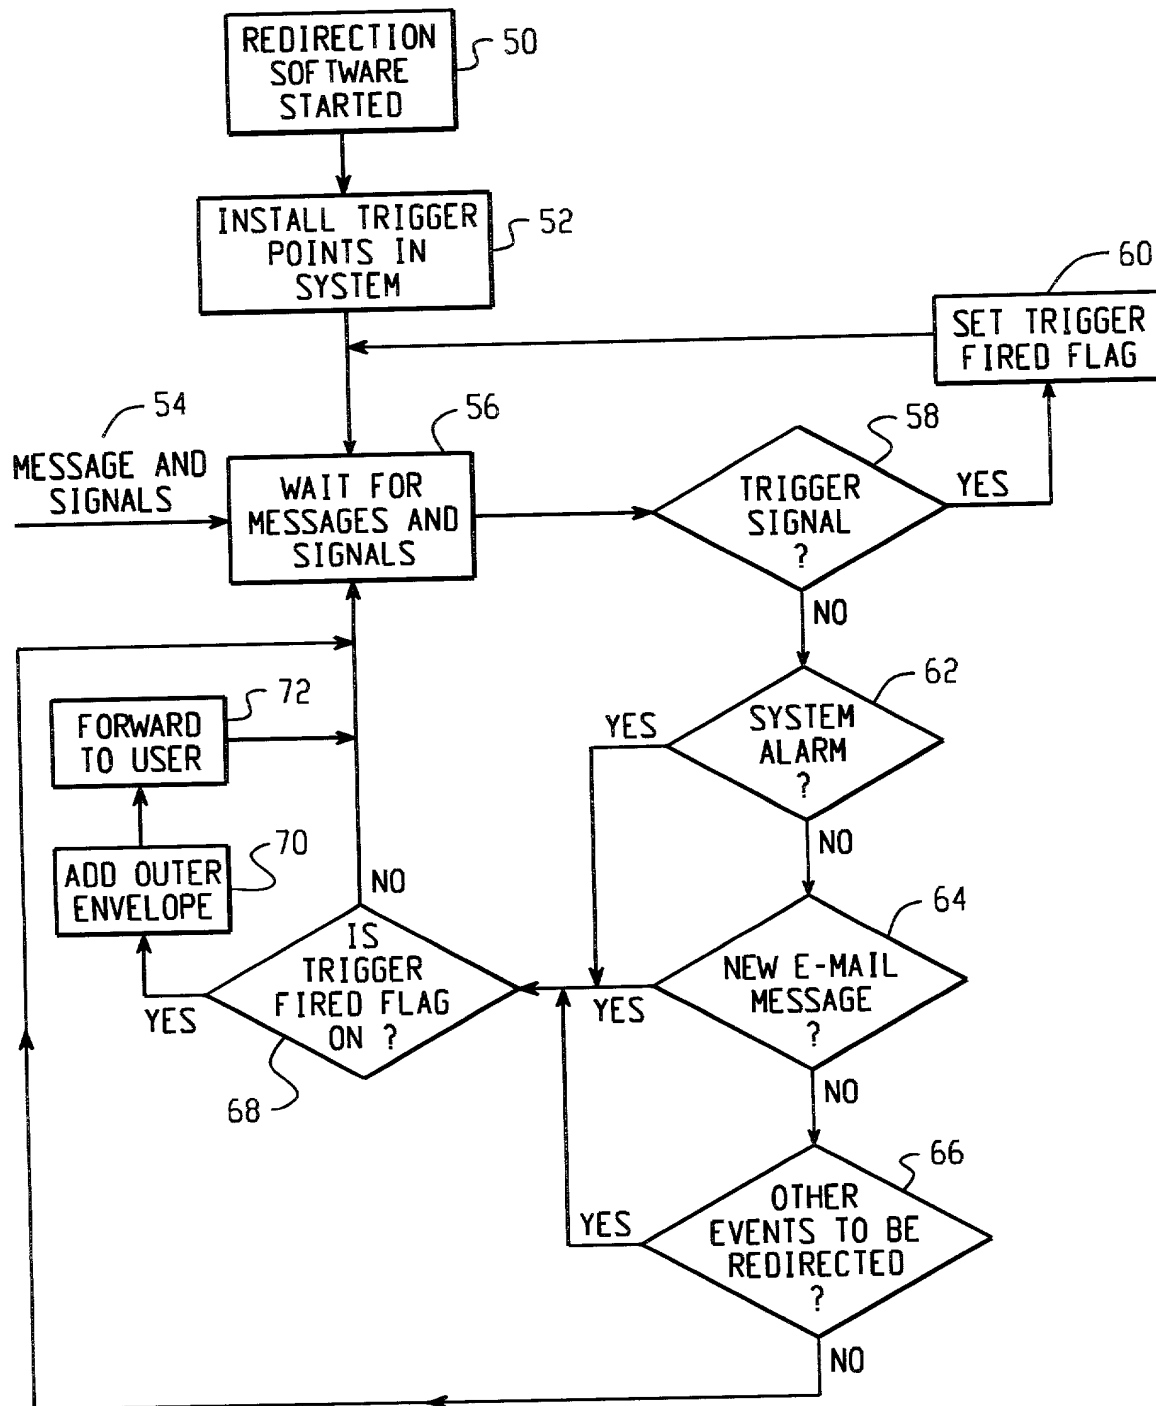 REDIRECTION
SOFTWARE
STARTED
50
INSTALL TRIGGER
POINTS IN
SYSTEM
52
60
SET TRIGGER
FIRED FLAG
54
MESSAGE AND
SIGNALS
56
WAIT FOR
MESSAGES AND
SIGNALS
58
TRIGGER
SIGNAL
?
YES
NO
62
SYSTEM
ALARM
?
YES
NO
72
FORWARD
TO USER
70
ADD OUTER
ENVELOPE
NO
IS
TRIGGER
FIRED FLAG
ON ?
YES
68
64
NEW E-MAIL
MESSAGE
?
YES
NO
66
OTHER
EVENTS TO BE
REDIRECTED
?
YES
NO